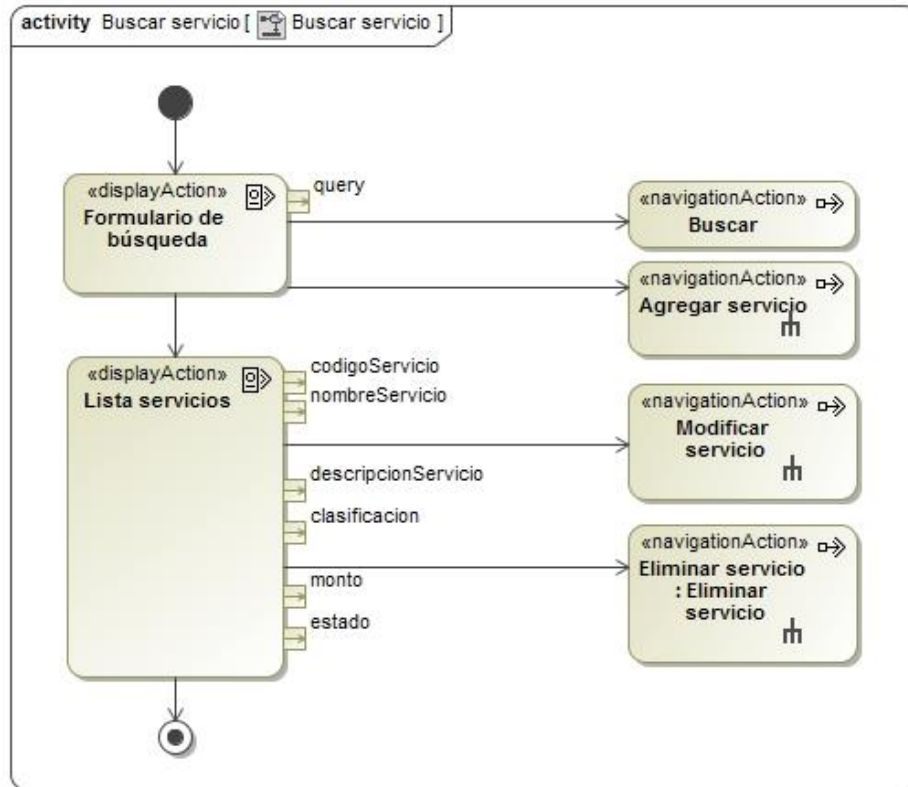 activity Buscar servicio [ Buscar servicio ]
«displayAction»
Formulario de
búsqueda
query
«navigationAction»
Buscar
«navigationAction»
Agregar servicio
«displayAction»
Lista servicios
codigoServicio
nombreServicio
«navigationAction»
Modificar
servicio
descripcionServicio
clasificacion
«navigationAction»
Eliminar servicio
: Eliminar
servicio
monto
estado